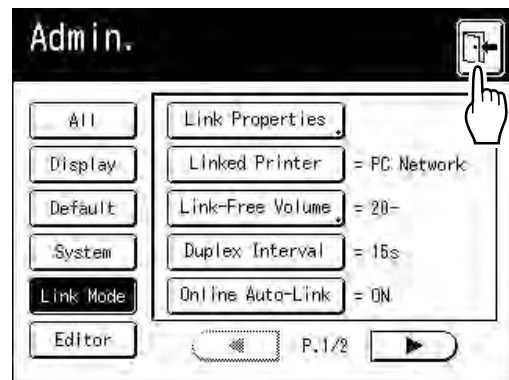 Admin.
All
Link Properties
Display
Linked Printer = PC Network
Default
Link-Free Volume = 20-
System
Duplex Interval = 15s
Link Mode
Online Auto-Link = ON
Editor
P.1/2